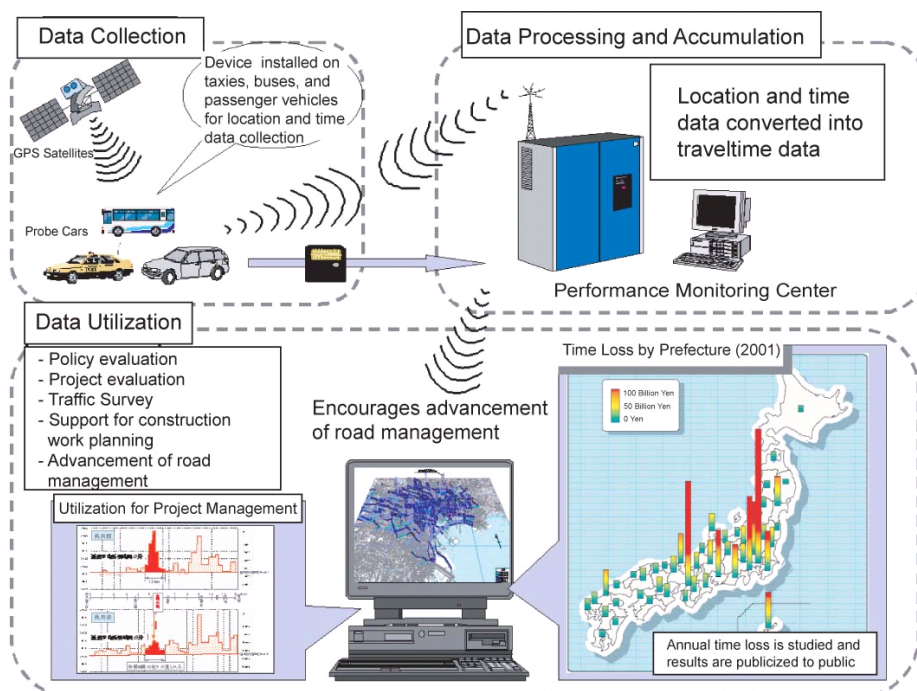 Data Collection
Device installed on
taxies, buses, and
passenger vehicles
for location and time
data collection
GPS Satellites
Probe Cars
Data Processing and Accumulation
Location and time
data converted into
traveltime data
Performance Monitoring Center
Data Utilization
- Policy evaluation
- Project evaluation
- Traffic Survey
- Support for construction
work planning
- Advancement of road
management
Encourages advancement
of road management
Utilization for Project Management
Time Loss by Prefecture (2001)
100 Billion Yen
50 Billion Yen
0 Yen
Annual time loss is studied and
results are publicized to public